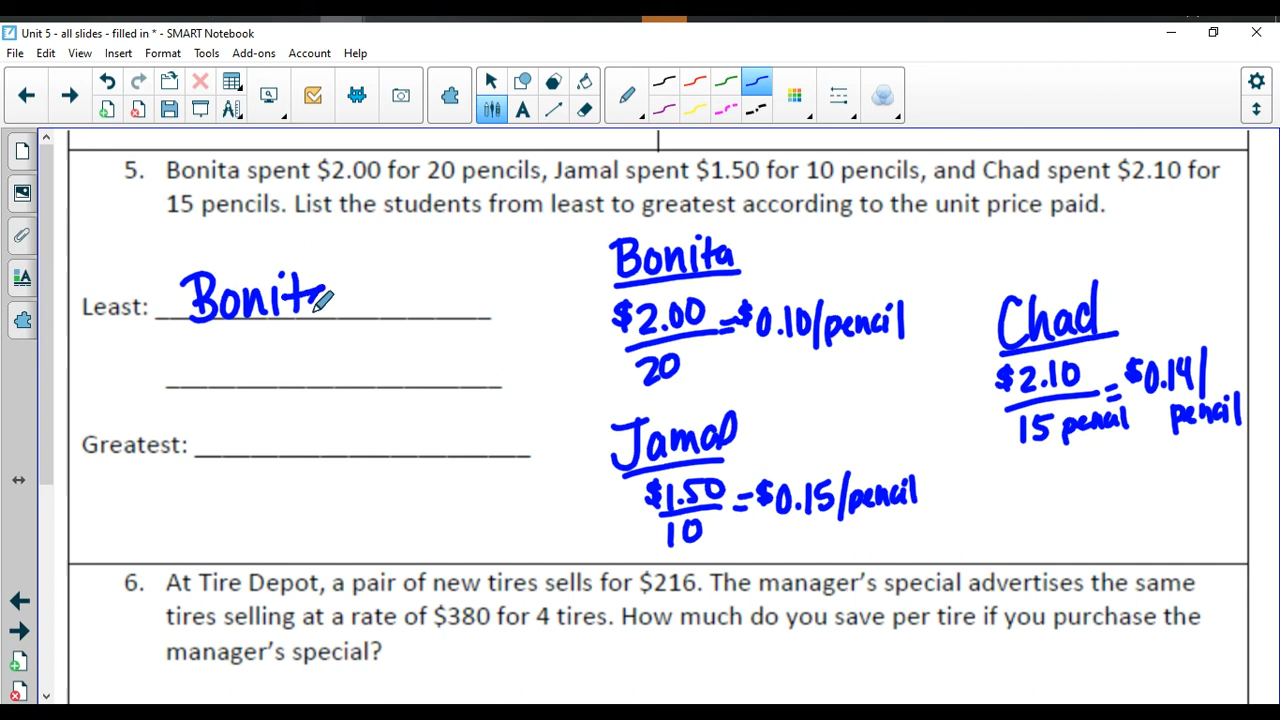 Unit 5 - all slides - filled in * - SMART Notebook
File Edit View Insert Format Tools Add-ons Account Help
5. Bonita spent $2.00 for 20 pencils, Jamal spent $1.50 for 10 pencils, and Chad spent $2.10 for
15 pencils. List the students from least to greatest according to the unit price paid.
Least: Bonita
Greatest:
Bonita
$2.00 = $0.10/pencil
20
Jamal
$1.50 = $0.15/pencil
10
Chad
$2.10 = $0.14/
15 pencil pencil
6. At Tire Depot, a pair of new tires sells for $216. The manager's special advertises the same
tires selling at a rate of $380 for 4 tires. How much do you save per tire if you purchase the
manager's special?